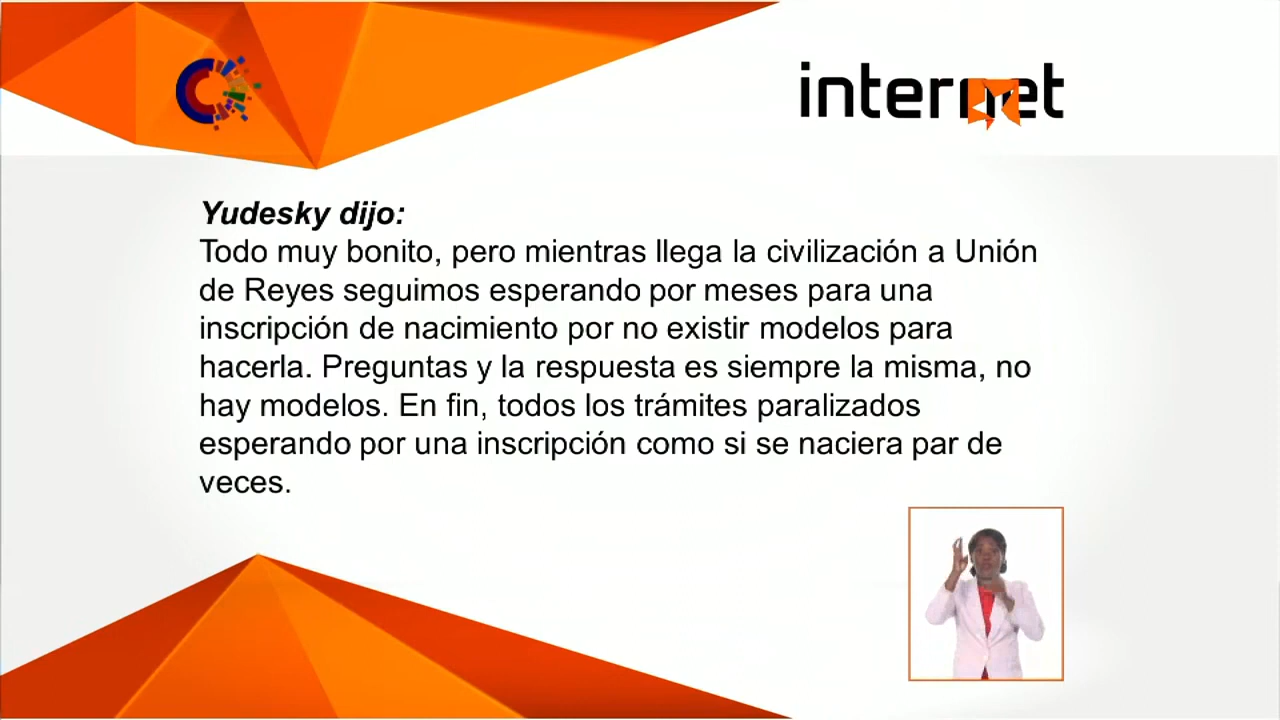 internet
Yudesky dijo:
Todo muy bonito, pero mientras llega la civilización a Unión
de Reyes seguimos esperando por meses para una
inscripción de nacimiento por no existir modelos para
hacerla. Preguntas y la respuesta es siempre la misma, no
hay modelos. En fin, todos los trámites paralizados
esperando por una inscripción como si se naciera par de
veces.